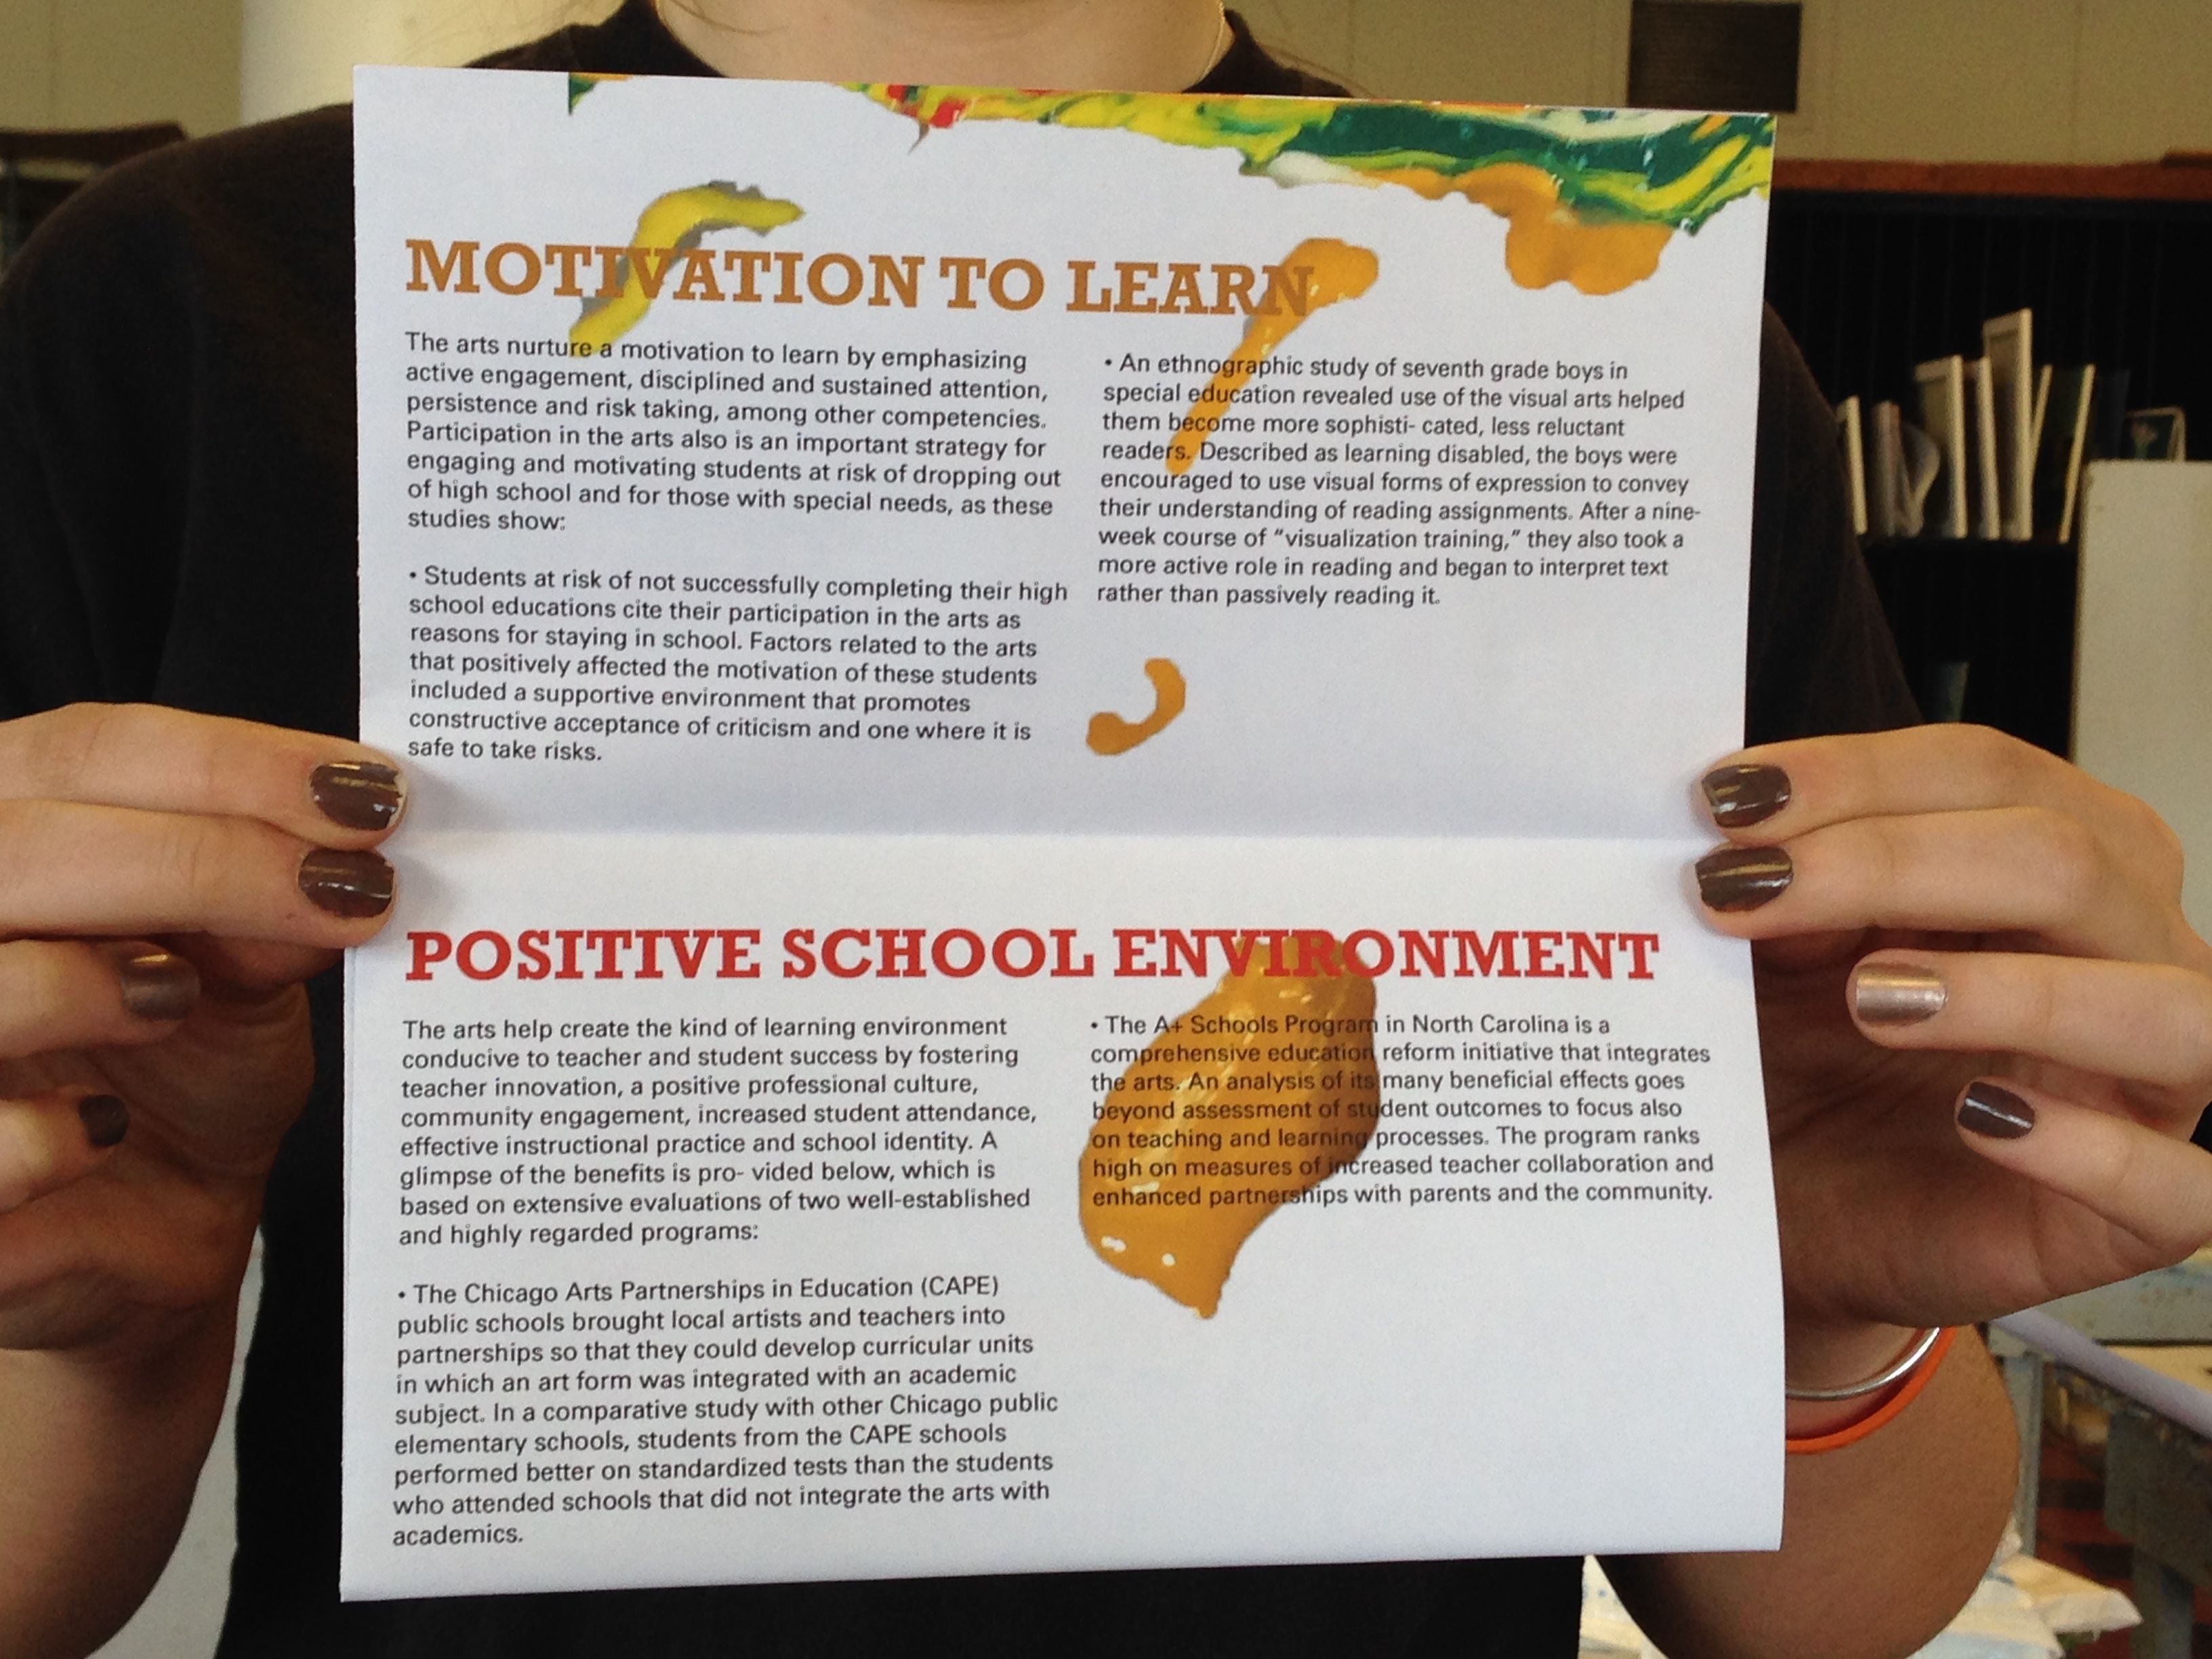 MOTIVATION TO LEARN
The arts nurture a motivation to learn by emphasizing
active engagement, disciplined and sustained attention,
persistence and risk taking, among other competencies.
Participation in the arts also is an important strategy for
engaging and motivating students at risk of dropping out
of high school and for those with special needs, as these
studies show:
• Students at risk of not successfully completing their high
school educations cite their participation in the arts as
reasons for staying in school. Factors related to the arts
that positively affected the motivation of these students
included a supportive environment that promotes
constructive acceptance of criticism and one where it is
safe to take risks.
• An ethnographic study of seventh grade boys in
special education revealed use of the visual arts helped
them become more sophisti- cated, less reluctant
readers. Described as learning disabled, the boys were
encouraged to use visual forms of expression to convey
their understanding of reading assignments. After a nine-
week course of “visualization training,” they also took a
more active role in reading and began to interpret text
rather than passively reading it.
POSITIVE SCHOOL ENVIRONMENT
The arts help create the kind of learning environment
conducive to teacher and student success by fostering
teacher innovation, a positive professional culture,
community engagement, increased student attendance,
effective instructional practice and school identity. A
glimpse of the benefits is pro- vided below, which is
based on extensive evaluations of two well-established
and highly regarded programs:
• The Chicago Arts Partnerships in Education (CAPE)
public schools brought local artists and teachers into
partnerships so that they could develop curricular units
in which an art form was integrated with an academic
subject. In a comparative study with other Chicago public
elementary schools, students from the CAPE schools
performed better on standardized tests than the students
who attended schools that did not integrate the arts with
academics.
• The A+ Schools Program in North Carolina is a
comprehensive education reform initiative that integrates
the arts. An analysis of its many beneficial effects goes
beyond assessment of student outcomes to focus also
on teaching and learning processes. The program ranks
high on measures of increased teacher collaboration and
enhanced partnerships with parents and the community.